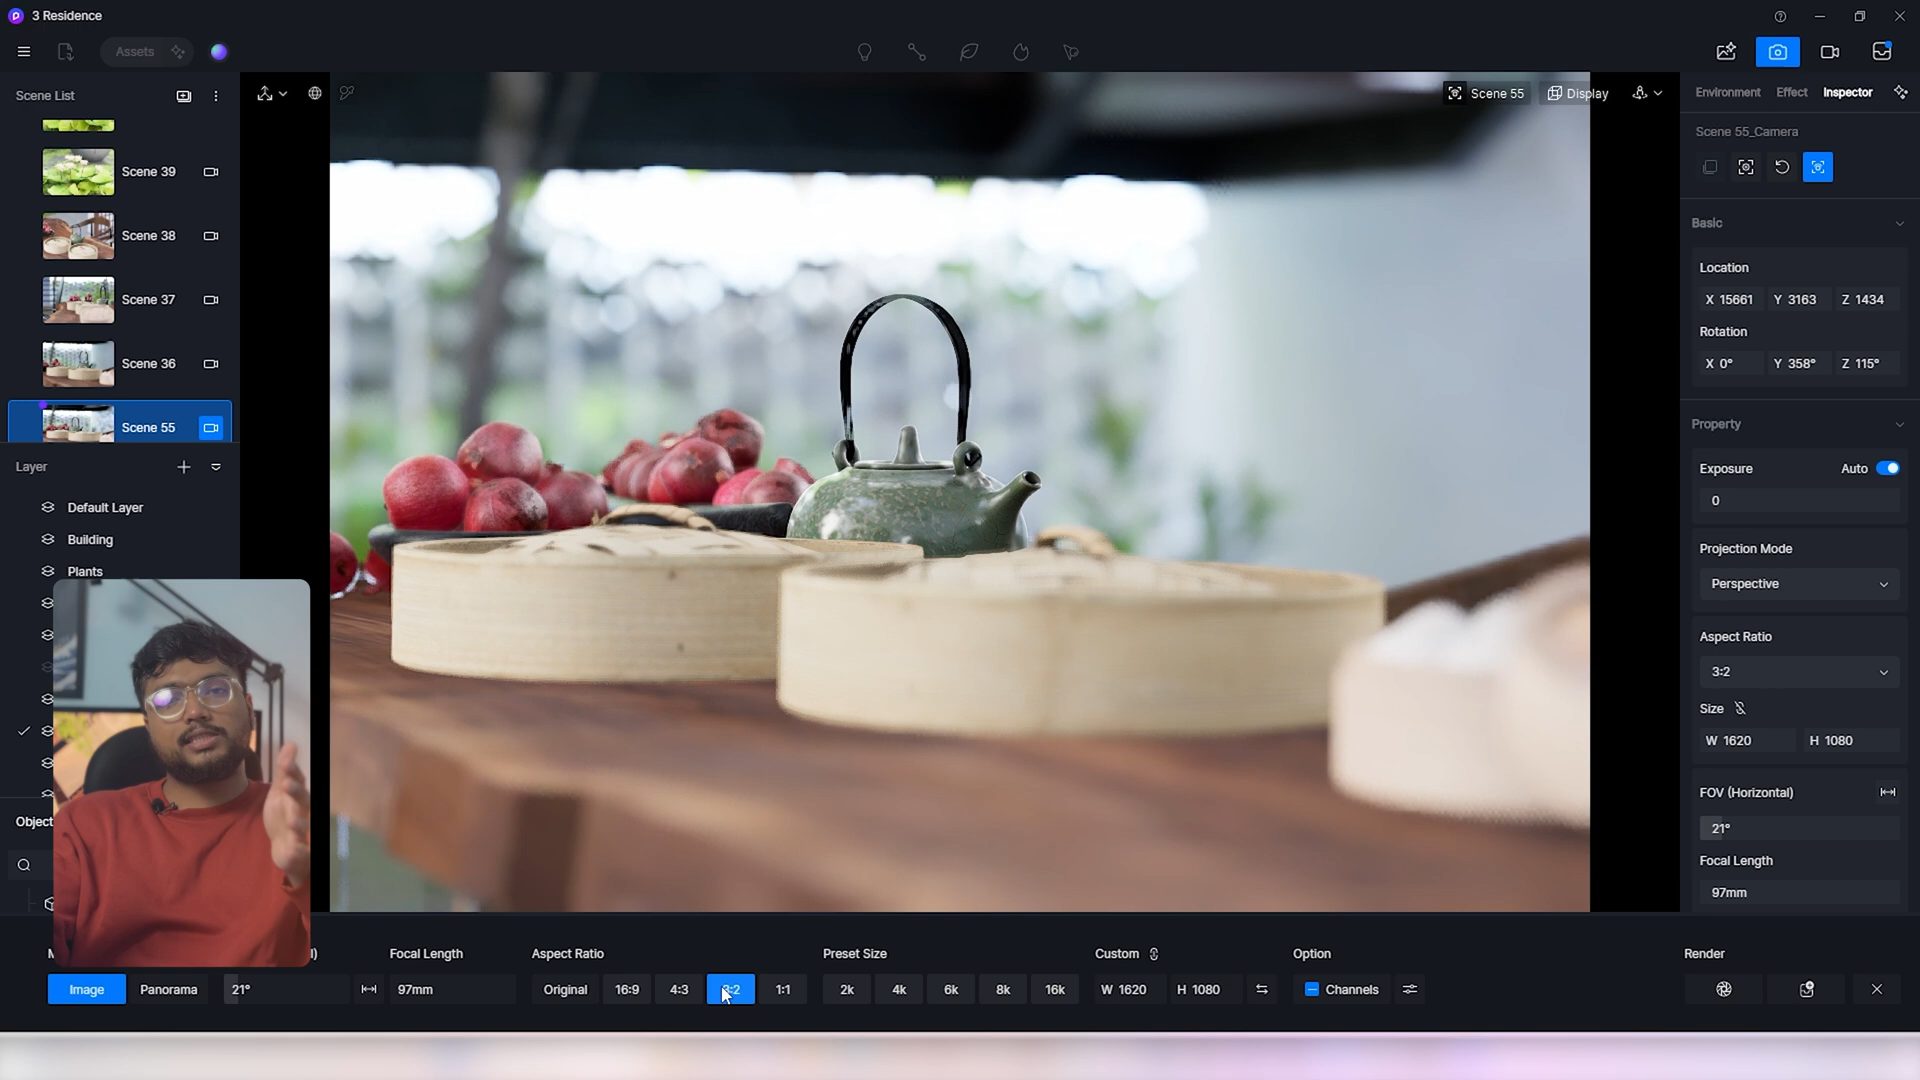 3 Residence
Assets
Scene List
Scene 39
Scene 38
Scene 37
Scene 36
Scene 55
Layer
Default Layer
Building
Plants
Object
Scene 55
Display
Environment Effect Inspector
Scene 55_Camera
Basic
Location
X 15661 Y 3163 Z 1434
Rotation
X 0° Y 358° Z 115°
Property
Exposure Auto
0
Projection Mode
Perspective
Aspect Ratio
3:2
Size
W 1620 H 1080
FOV (Horizontal)
21°
Focal Length
97mm
Focal Length Aspect Ratio Preset Size Custom Option Render
Image Panorama 21° 97mm Original 16:9 4:3 3:2 1:1 2k 4k 6k 8k 16k W 1620 H 1080 Channels